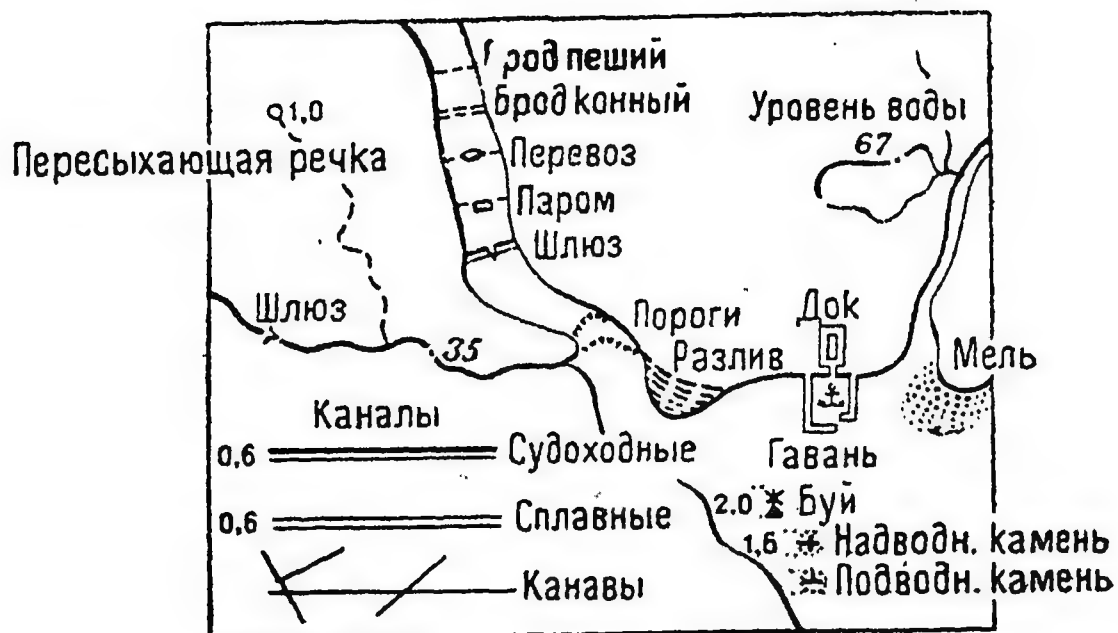 Брод пеший
Брод конный
1,0
Уровень воды
67
Пересыхающая речка
Перевоз
Паром
Шлюз
Шлюз
Пороги
Док
35
Разлив
Мель
Каналы
0,6 Судоходные
Гавань
2.0 Буй
0,6 Сплавные
1,6 Надводн. камень
Канавы
Подводн. камень